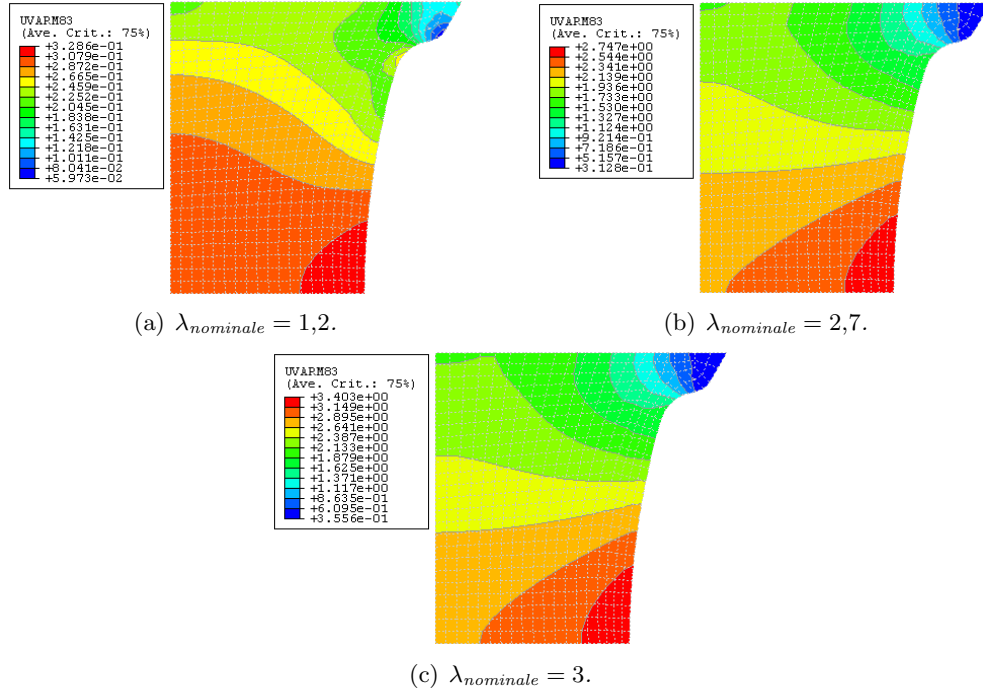 UVARM83
(Ave. Crit.: 75%)
+3.286e-01
+3.079e-01
+2.872e-01
+2.665e-01
+2.459e-01
+2.252e-01
+2.045e-01
+1.838e-01
+1.631e-01
+1.425e-01
+1.218e-01
+1.011e-01
+8.041e-02
+5.973e-02
(a) λnominale = 1,2.
UVARM83
(Ave. Crit.: 75%)
+2.747e+00
+2.544e+00
+2.341e+00
+2.139e+00
+1.936e+00
+1.733e+00
+1.530e+00
+1.327e+00
+1.124e+00
+9.214e-01
+7.186e-01
+5.157e-01
+3.128e-01
(b) λnominale = 2,7.
UVARM83
(Ave. Crit.: 75%)
+3.403e+00
+3.149e+00
+2.895e+00
+2.641e+00
+2.387e+00
+2.133e+00
+1.879e+00
+1.625e+00
+1.371e+00
+1.117e+00
+8.635e-01
+6.095e-01
+3.556e-01
(c) λnominale = 3.